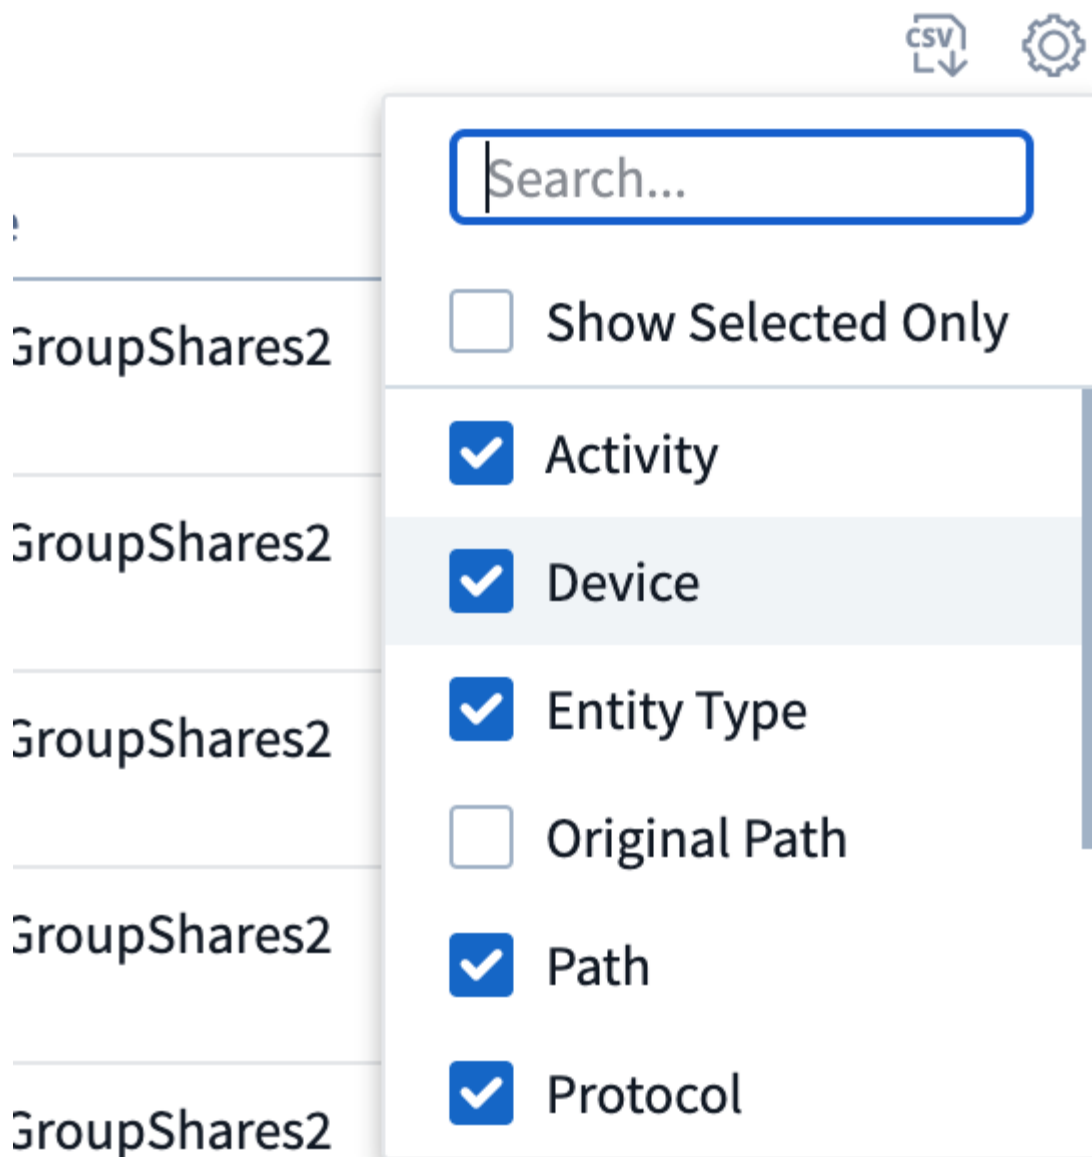 CSV
Search...
Show Selected Only
GroupShares2
Activity
GroupShares2
Device
Entity Type
GroupShares2
Original Path
GroupShares2
Path
Protocol
GroupShares2